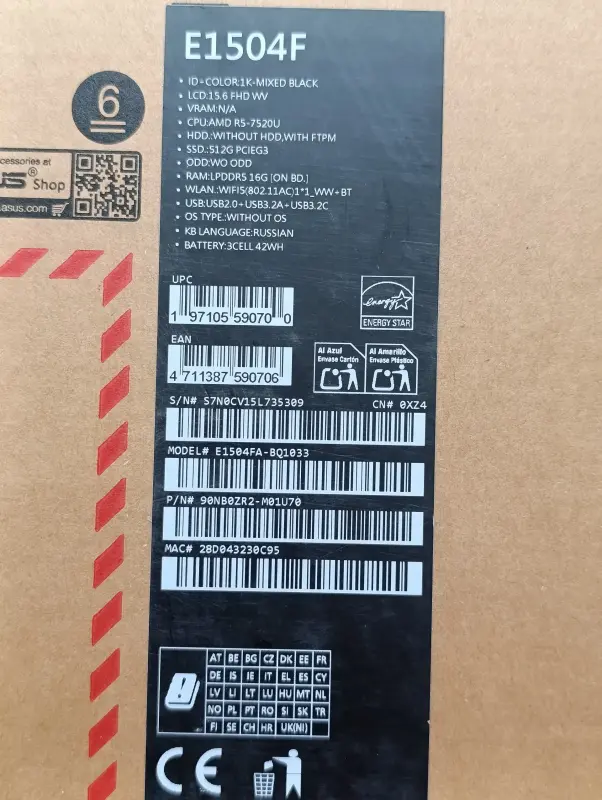 E1504F
• ID=COLOR:1K-MIXED BLACK
• LCD:15.6 FHD WV
• VRAM:N/A
• CPU:AMD R5-7520U
• HDD.:WITHOUT HDD,WITH FTPM
• SSD.:512G PCIEG3
• ODD:WO ODD
• RAM:LPDDR5 16G [ON BD.]
• WLAN.:WIFI5(802.11AC)1*1_WW+BT
• USB:USB2.0+USB3.2A+USB3.2C
• OS TYPE.:WITHOUT OS
• KB LANGUAGE:RUSSIAN
• BATTERY:3CELL 42WH
6
cessories at
US® Shop
.asus.com
UPC
1 97105 59070 0
energy
ENERGY STAR
EAN
4 711387 590706
Al Azul
Envase Cartón
Al Amarillo
Envase Plástico
S/N# S7N0CV15L735309 CN# 0XZ4
MODEL# E1504FA-BQ1033
P/N# 90NB0ZR2-M01U70
MAC# 28D043230C95
AT BE BG CZ DK EE FR
DE IS IE IT EL ES CY
LV LI LT LU HU MT NL
NO PL PT RO SI SK TR
FI SE CH HR UK(NI)
CE